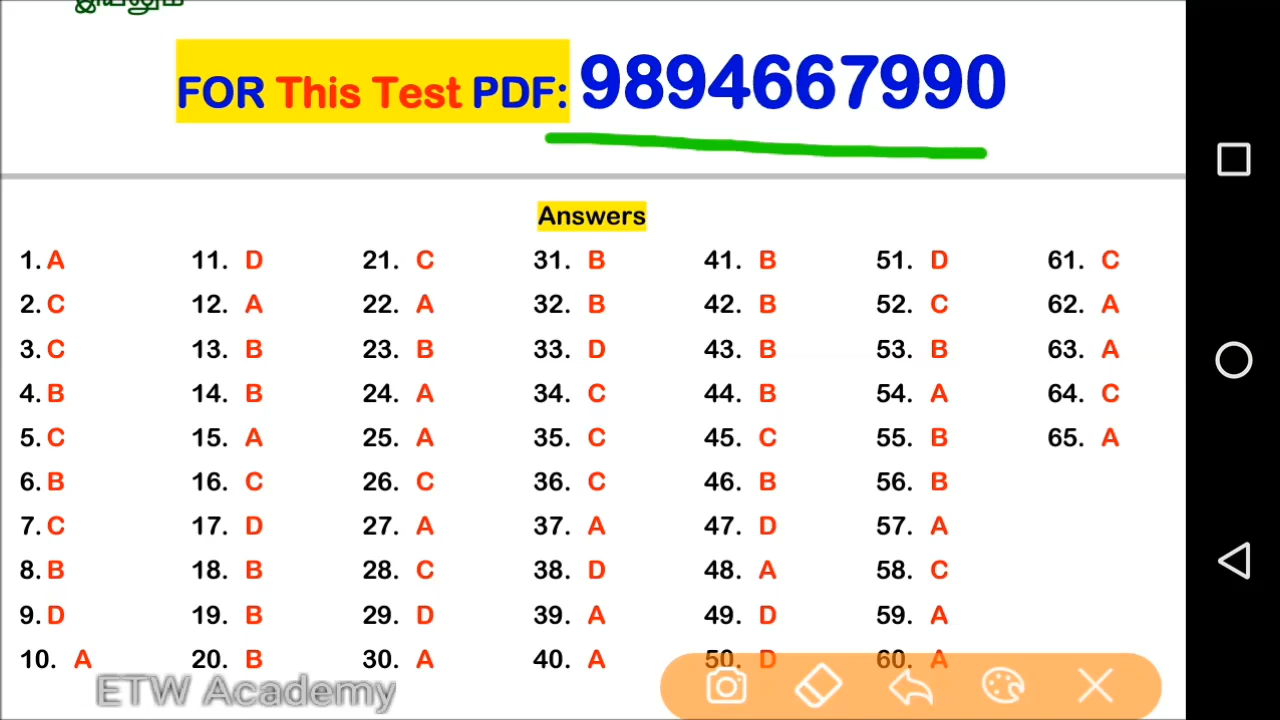 FOR This Test PDF: 9894667990
Answers
1. A 11. D 21. C 31. B 41. B 51. D 61. C
2. C 12. A 22. A 32. B 42. B 52. C 62. A
3. C 13. B 23. B 33. D 43. B 53. B 63. A
4. B 14. B 24. A 34. C 44. B 54. A 64. C
5. C 15. A 25. A 35. C 45. C 55. B 65. A
6. B 16. C 26. C 36. C 46. B 56. B
7. C 17. D 27. A 37. A 47. D 57. A
8. B 18. B 28. C 38. D 48. A 58. C
9. D 19. B 29. D 39. A 49. D 59. A
10. A 20. B 30. A 40. A 50. D 60. A
ETW Academy